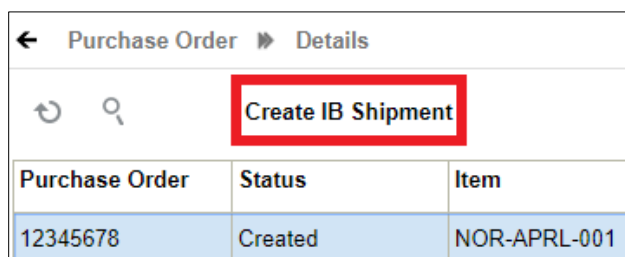 Purchase Order Details
Create IB Shipment
Purchase Order Status Item
12345678 Created NOR-APRL-001